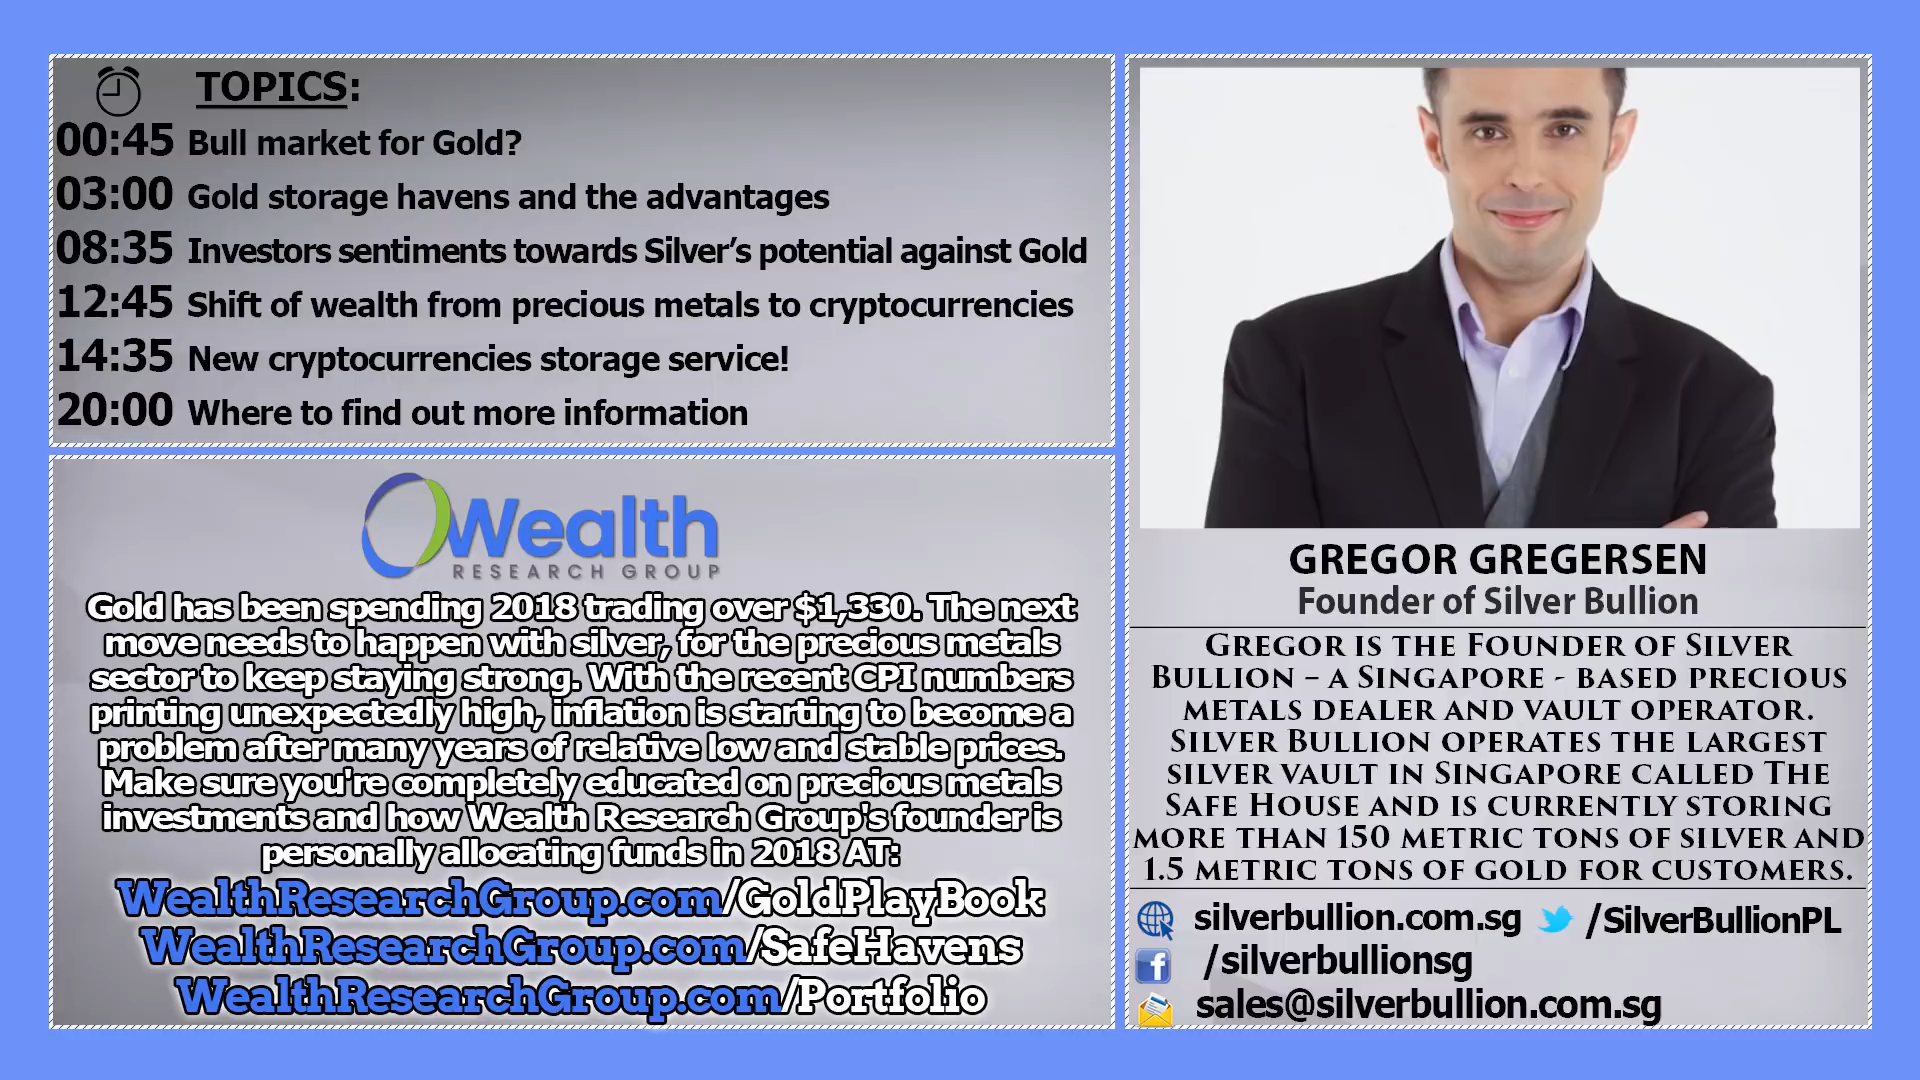 TOPICS:
00:45 Bull market for Gold?
03:00 Gold storage havens and the advantages
08:35 Investors sentiments towards Silver’s potential against Gold
12:45 Shift of wealth from precious metals to cryptocurrencies
14:35 New cryptocurrencies storage service!
20:00 Where to find out more information
Wealth
RESEARCH GROUP
Gold has been spending 2018 trading over $1,330. The next
move needs to happen with silver, for the precious metals
sector to keep staying strong. With the recent CPI numbers
printing unexpectedly high, inflation is starting to become a
problem after many years of relative low and stable prices.
Make sure you're completely educated on precious metals
investments and how Wealth Research Group's founder is
personally allocating funds in 2018 AT:
WealthResearchGroup.com/GoldPlayBook
WealthResearchGroup.com/SafeHavens
WealthResearchGroup.com/Portfolio
GREGOR GREGERSEN
Founder of Silver Bullion
GREGOR IS THE FOUNDER OF SILVER
BULLION – A SINGAPORE - BASED PRECIOUS
METALS DEALER AND VAULT OPERATOR.
SILVER BULLION OPERATES THE LARGEST
SILVER VAULT IN SINGAPORE CALLED THE
SAFE HOUSE AND IS CURRENTLY STORING
MORE THAN 150 METRIC TONS OF SILVER AND
1.5 METRIC TONS OF GOLD FOR CUSTOMERS.
silverbullion.com.sg /SilverBullionPL
/silverbullionsg
sales@silverbullion.com.sg